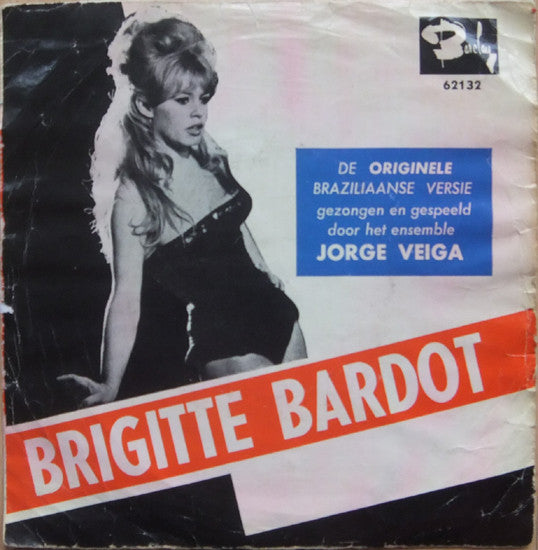 Barclay
62132
DE ORIGINELE
BRAZILIAANSE VERSIE
gezongen en gespeeld
door het ensemble
JORGE VEIGA
BRIGITTE BARDOT